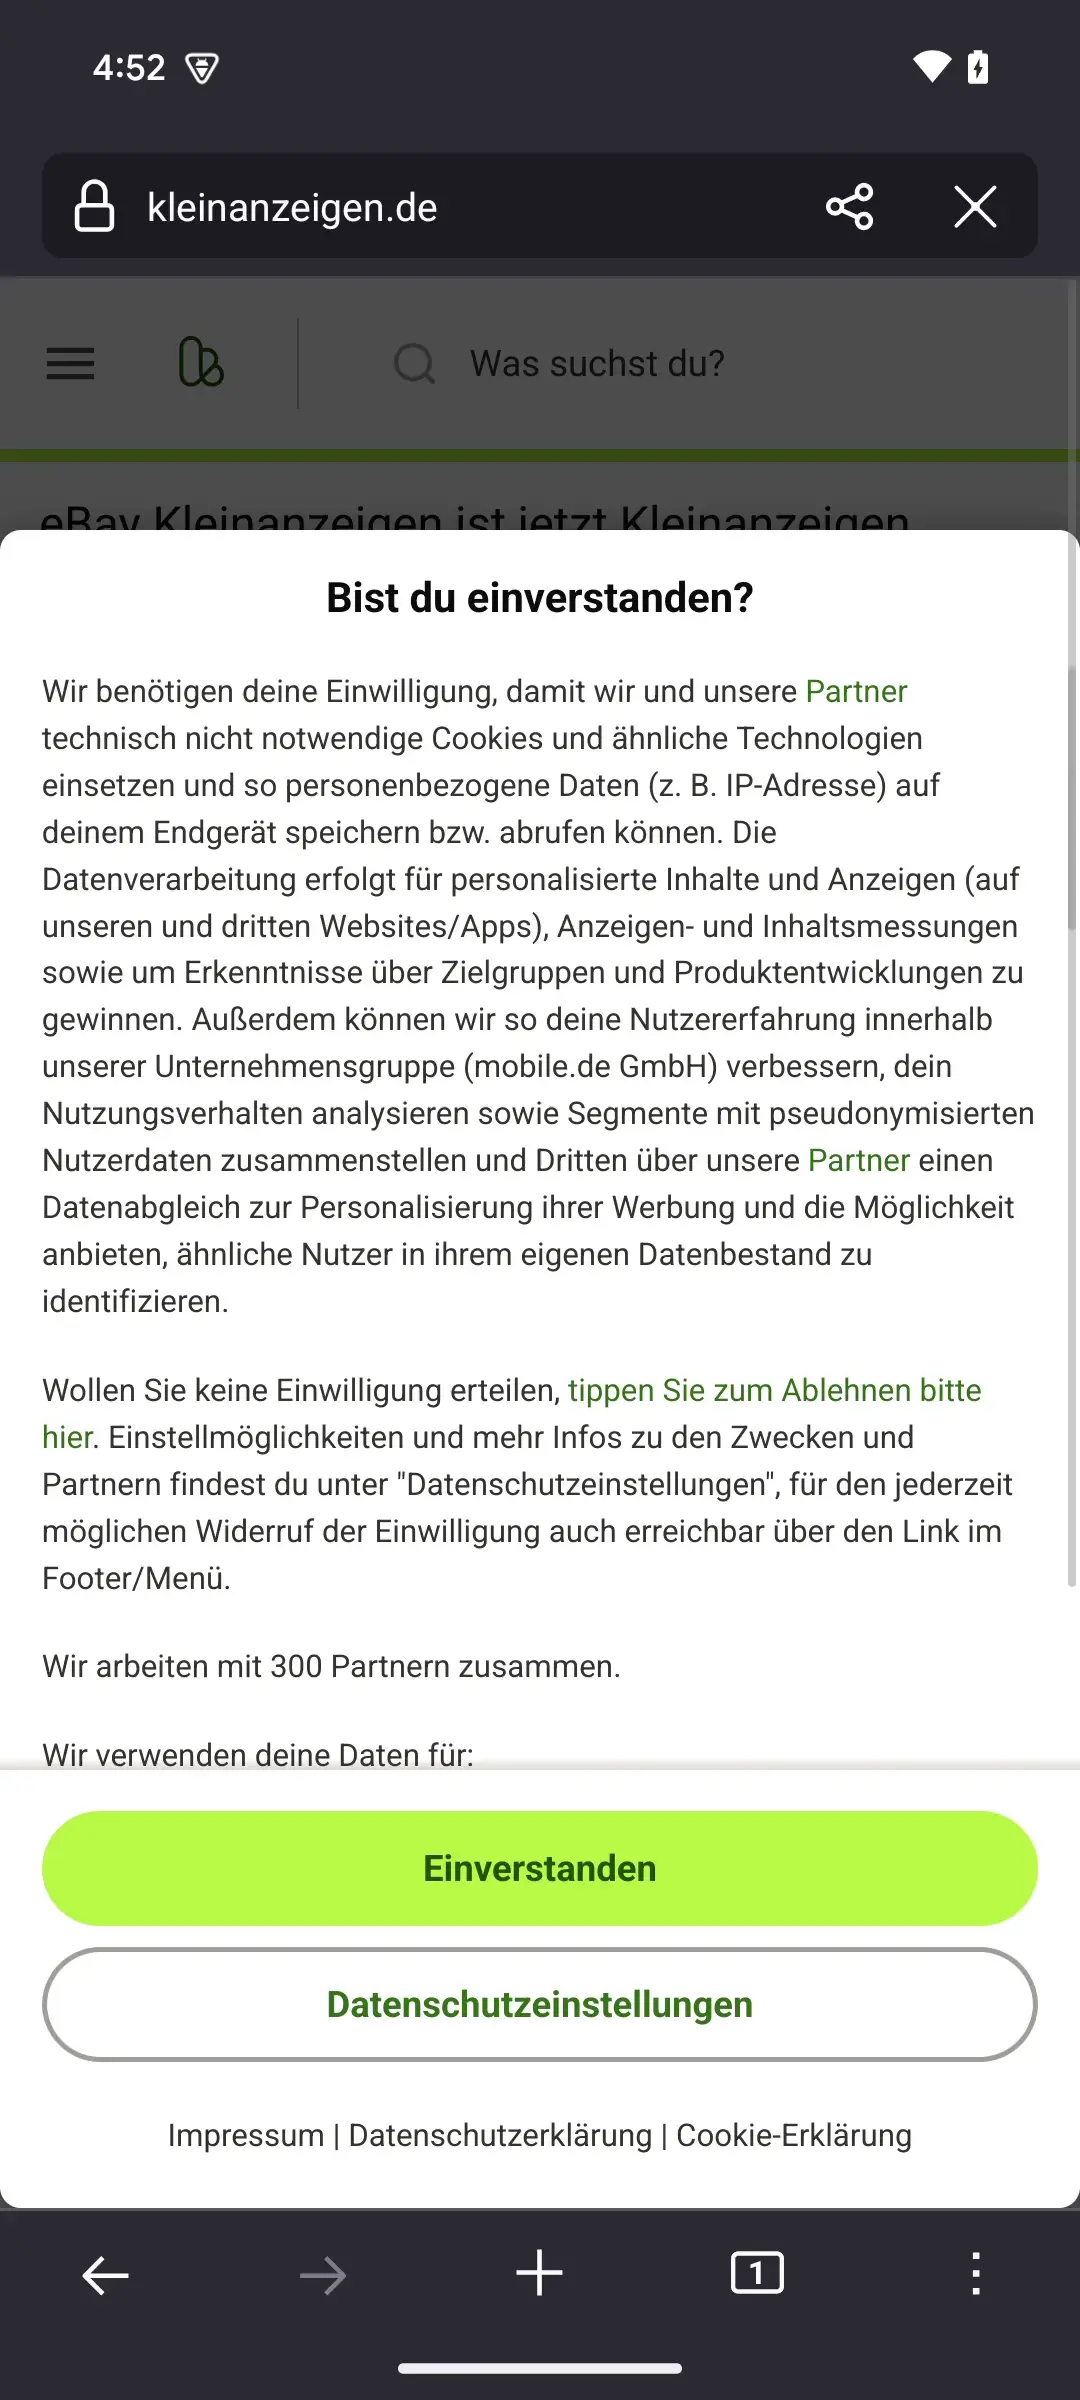 4:52
kleinanzeigen.de
Was suchst du?
eBay Kleinanzeigen ist jetzt Kleinanzeigen
Bist du einverstanden?
Wir benötigen deine Einwilligung, damit wir und unsere Partner
technisch nicht notwendige Cookies und ähnliche Technologien
einsetzen und so personenbezogene Daten (z. B. IP-Adresse) auf
deinem Endgerät speichern bzw. abrufen können. Die
Datenverarbeitung erfolgt für personalisierte Inhalte und Anzeigen (auf
unseren und dritten Websites/Apps), Anzeigen- und Inhaltsmessungen
sowie um Erkenntnisse über Zielgruppen und Produktentwicklungen zu
gewinnen. Außerdem können wir so deine Nutzererfahrung innerhalb
unserer Unternehmensgruppe (mobile.de GmbH) verbessern, dein
Nutzungsverhalten analysieren sowie Segmente mit pseudonymisierten
Nutzerdaten zusammenstellen und Dritten über unsere Partner einen
Datenabgleich zur Personalisierung ihrer Werbung und die Möglichkeit
anbieten, ähnliche Nutzer in ihrem eigenen Datenbestand zu
identifizieren.
Wollen Sie keine Einwilligung erteilen, tippen Sie zum Ablehnen bitte
hier. Einstellmöglichkeiten und mehr Infos zu den Zwecken und
Partnern findest du unter "Datenschutzeinstellungen", für den jederzeit
möglichen Widerruf der Einwilligung auch erreichbar über den Link im
Footer/Menü.
Wir arbeiten mit 300 Partnern zusammen.
Wir verwenden deine Daten für:
Einverstanden
Datenschutzeinstellungen
Impressum | Datenschutzerklärung | Cookie-Erklärung
1